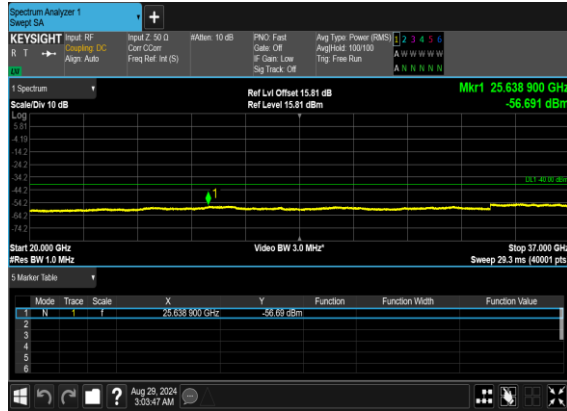 Spectrum Analyzer 1
Swept SA
KEYSIGHT Input: RF Input Z: 50 Ω #Atten: 10 dB PNO: Fast Avg Type: Power (RMS) 1 2 3 4 5 6
R T Coupling: DC Corr CCorr Gate: Off Avg|Hold: 100/100 A W W W W W
Align: Auto Freq Ref: Int (S) IF Gain: Low Trig: Free Run
Sig Track: Off A N N N N N
1 Spectrum Ref Lvl Offset 15.81 dB Mkr1 25.638 900 GHz
Scale/Div 10 dB Ref Level 15.81 dBm -56.691 dBm
Log
5.81
-4.19
-14.2
-24.2
-34.2
DL1 -40.00 dBm
-44.2
1
-54.2
-64.2
-74.2
Start 20.000 GHz Video BW 3.0 MHz* Stop 37.000 GHz
#Res BW 1.0 MHz Sweep 29.3 ms (40001 pts)
5 Marker Table
Mode Trace Scale X Y Function Function Width Function Value
1 N 1 f 25.638 900 GHz -56.69 dBm
2
3
4
5
6
? Aug 29, 2024
3:03:47 AM